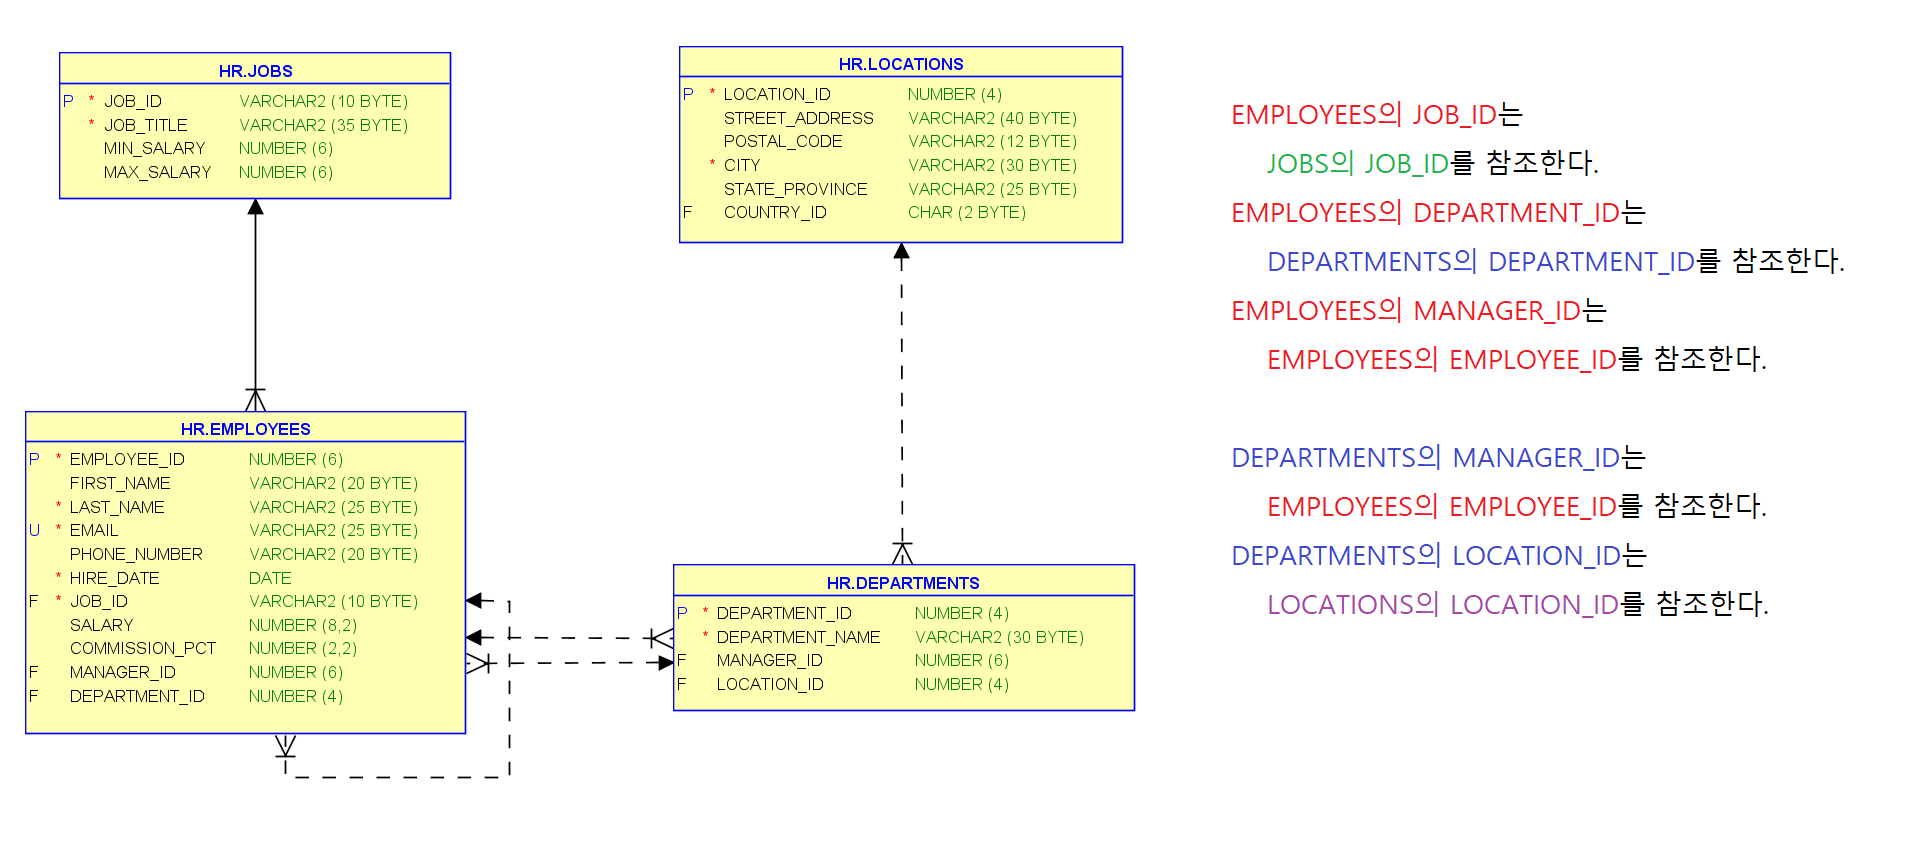 HR.JOBS
P * JOB_ID VARCHAR2 (10 BYTE)
* JOB_TITLE VARCHAR2 (35 BYTE)
MIN_SALARY NUMBER (6)
MAX_SALARY NUMBER (6)
HR.LOCATIONS
P * LOCATION_ID NUMBER (4)
STREET_ADDRESS VARCHAR2 (40 BYTE)
POSTAL_CODE VARCHAR2 (12 BYTE)
* CITY VARCHAR2 (30 BYTE)
STATE_PROVINCE VARCHAR2 (25 BYTE)
F COUNTRY_ID CHAR (2 BYTE)
HR.EMPLOYEES
P * EMPLOYEE_ID NUMBER (6)
FIRST_NAME VARCHAR2 (20 BYTE)
* LAST_NAME VARCHAR2 (25 BYTE)
U * EMAIL VARCHAR2 (25 BYTE)
PHONE_NUMBER VARCHAR2 (20 BYTE)
* HIRE_DATE DATE
F * JOB_ID VARCHAR2 (10 BYTE)
SALARY NUMBER (8,2)
COMMISSION_PCT NUMBER (2,2)
F MANAGER_ID NUMBER (6)
F DEPARTMENT_ID NUMBER (4)
HR.DEPARTMENTS
P * DEPARTMENT_ID NUMBER (4)
* DEPARTMENT_NAME VARCHAR2 (30 BYTE)
F MANAGER_ID NUMBER (6)
F LOCATION_ID NUMBER (4)
EMPLOYEES의 JOB_ID는
JOBS의 JOB_ID를 참조한다.
EMPLOYEES의 DEPARTMENT_ID는
DEPARTMENTS의 DEPARTMENT_ID를 참조한다.
EMPLOYEES의 MANAGER_ID는
EMPLOYEES의 EMPLOYEE_ID를 참조한다.
DEPARTMENTS의 MANAGER_ID는
EMPLOYEES의 EMPLOYEE_ID를 참조한다.
DEPARTMENTS의 LOCATION_ID는
LOCATIONS의 LOCATION_ID를 참조한다.